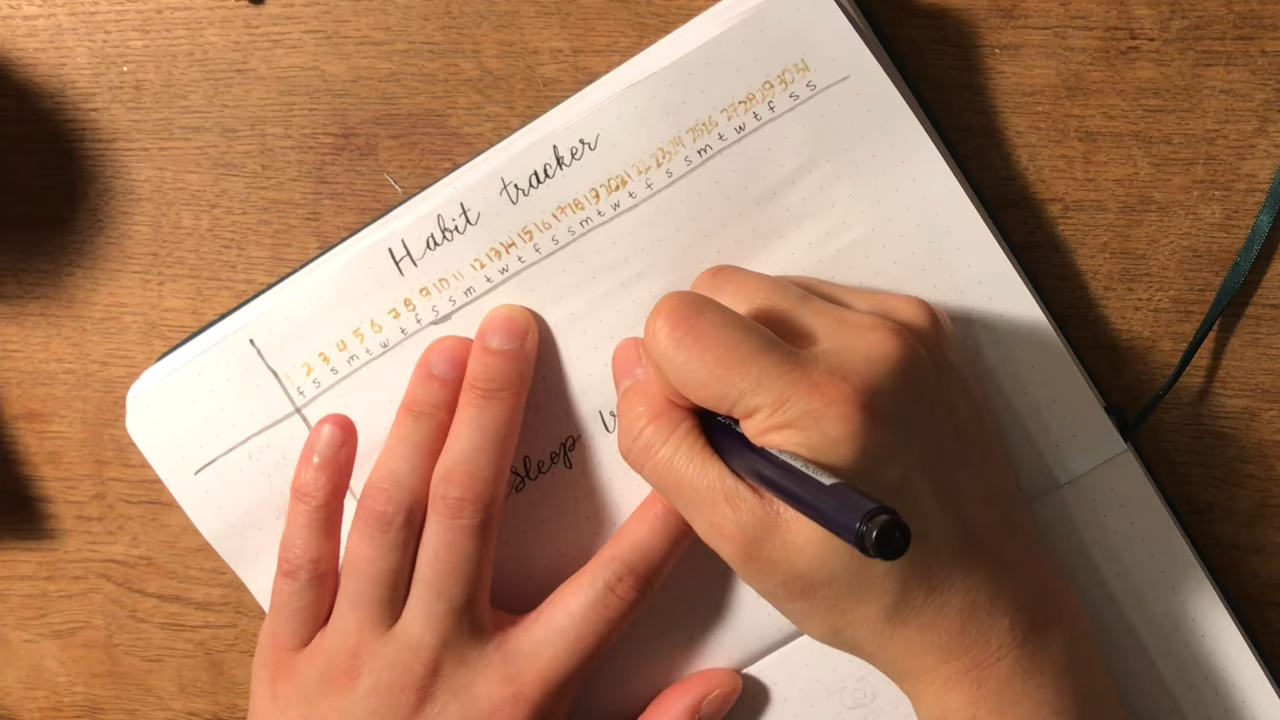 Habit tracker
1 2 3 4 5 6 7 8 9 10 11 12 13 14 15 16 17 18 19 20 21 22 23 24 25 26 27 28 29 30 31
f s s m t w t f s s m t w t f s s m t w t f s s m t w t f s s
Sleep